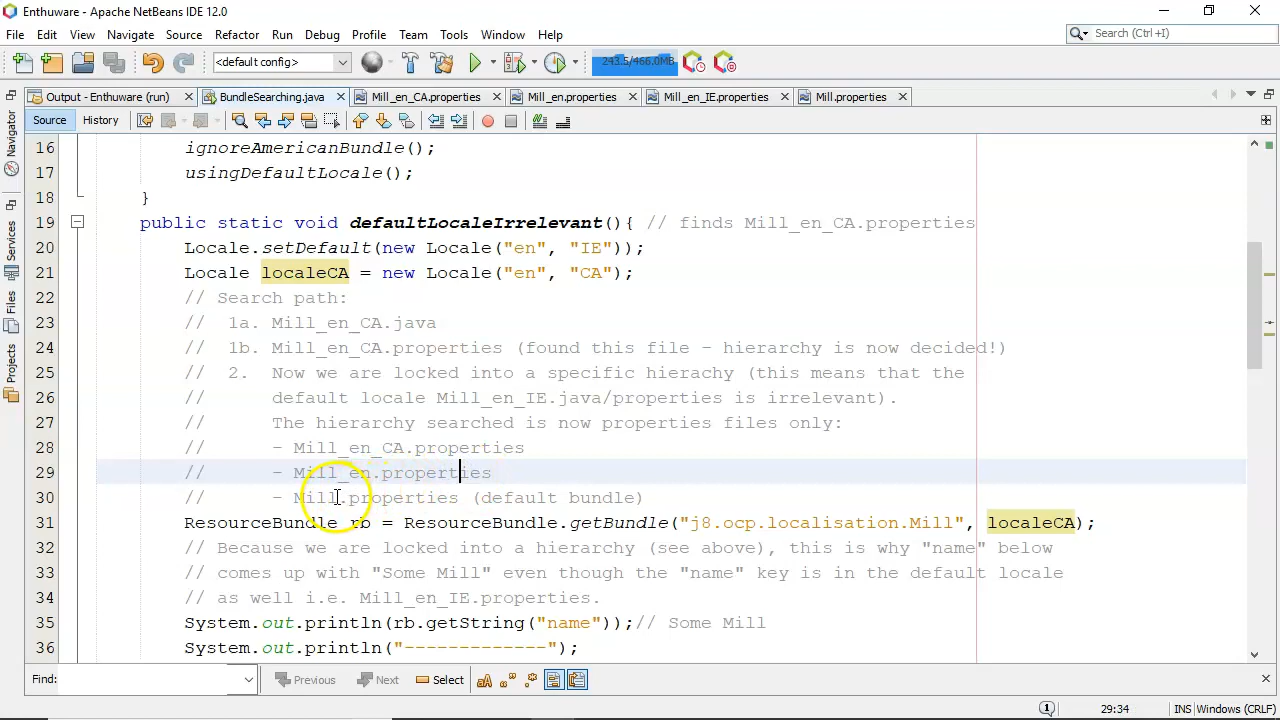 Enthuware - Apache NetBeans IDE 12.0
File Edit View Navigate Source Refactor Run Debug Profile Team Tools Window Help
Search (Ctrl+I)
<default config>
243.5/466.0MB
Output - Enthuware (run) BundleSearching.java Mill_en_CA.properties Mill_en.properties Mill_en_IE.properties Mill.properties
Source History
Navigator
Services
Files
Projects
16 ignoreAmericanBundle();
17 usingDefaultLocale();
18 }
19 public static void defaultLocaleIrrelevant(){ // finds Mill_en_CA.properties
20 Locale.setDefault(new Locale("en", "IE"));
21 Locale localeCA = new Locale("en", "CA");
22 // Search path:
23 // 1a. Mill_en_CA.java
24 // 1b. Mill_en_CA.properties (found this file - hierarchy is now decided!)
25 // 2. Now we are locked into a specific hierachy (this means that the
26 // default locale Mill_en_IE.java/properties is irrelevant).
27 // The hierarchy searched is now properties files only:
28 // - Mill_en_CA.properties
29 // - Mill_en.properties
30 // - Mill.properties (default bundle)
31 ResourceBundle rb = ResourceBundle.getBundle("j8.ocp.localisation.Mill", localeCA);
32 // Because we are locked into a hierarchy (see above), this is why "name" below
33 // comes up with "Some Mill" even though the "name" key is in the default locale
34 // as well i.e. Mill_en_IE.properties.
35 System.out.println(rb.getString("name"));// Some Mill
36 System.out.println("-------------");
Find: Previous Next Select
1 29:34 INS Windows (CRLF)